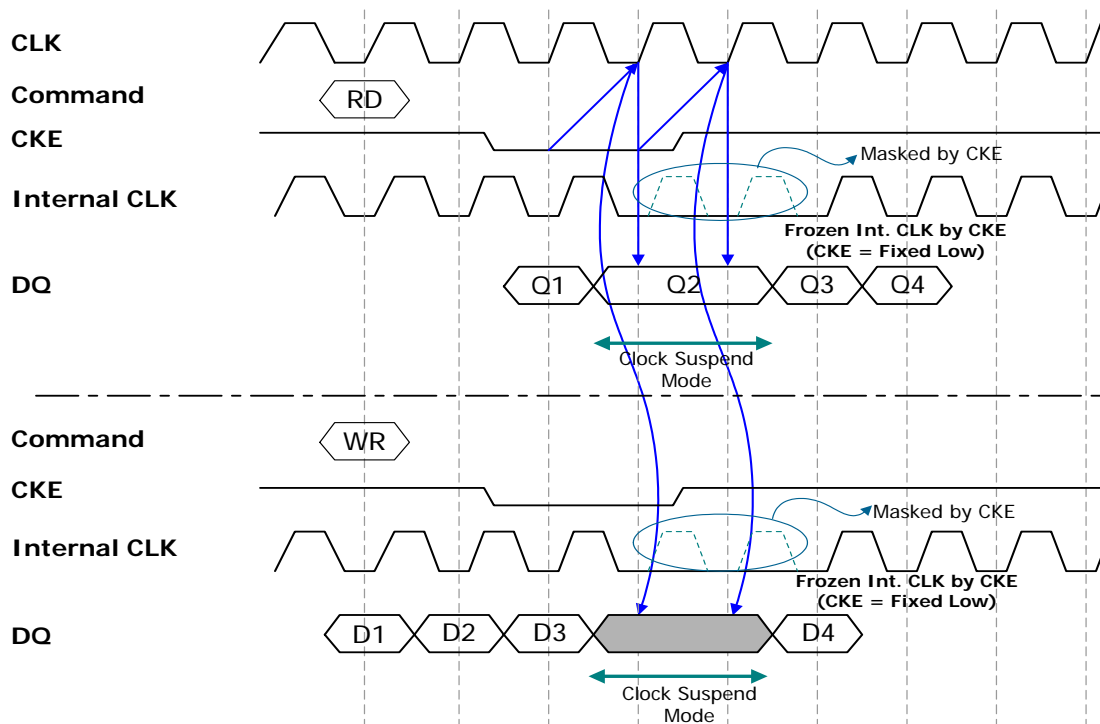 CLK
Command
RD
CKE
Masked by CKE
Internal CLK
Frozen Int. CLK by CKE
(CKE = Fixed Low)
DQ
Q1
Q2
Q3
Q4
Clock Suspend
Mode
Command
WR
CKE
Masked by CKE
Internal CLK
Frozen Int. CLK by CKE
(CKE = Fixed Low)
DQ
D1
D2
D3
D4
Clock Suspend
Mode